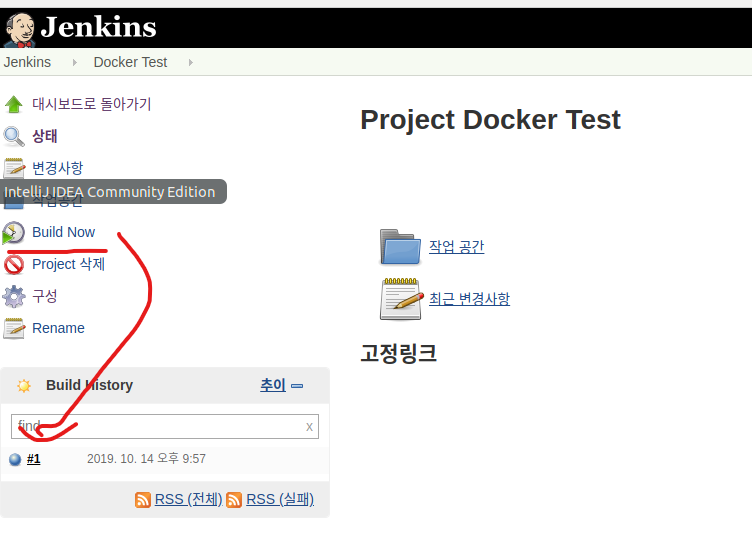 Jenkins
Jenkins Docker Test
대시보드로 돌아가기
상태
변경사항
IntelliJ IDEA Community Edition
작업공간
Build Now
Project 삭제
구성
Rename
Build History 추이
find x
#1 2019. 10. 14 오후 9:57
RSS (전체) RSS (실패)
Project Docker Test
작업 공간
최근 변경사항
고정링크